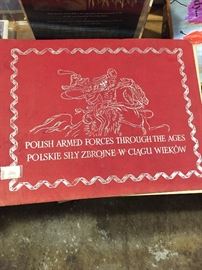 POLISH ARMED FORCES THROUGH THE AGES
POLSKIE SIŁY ZBROJNE W CIĄGU WIEKÓW